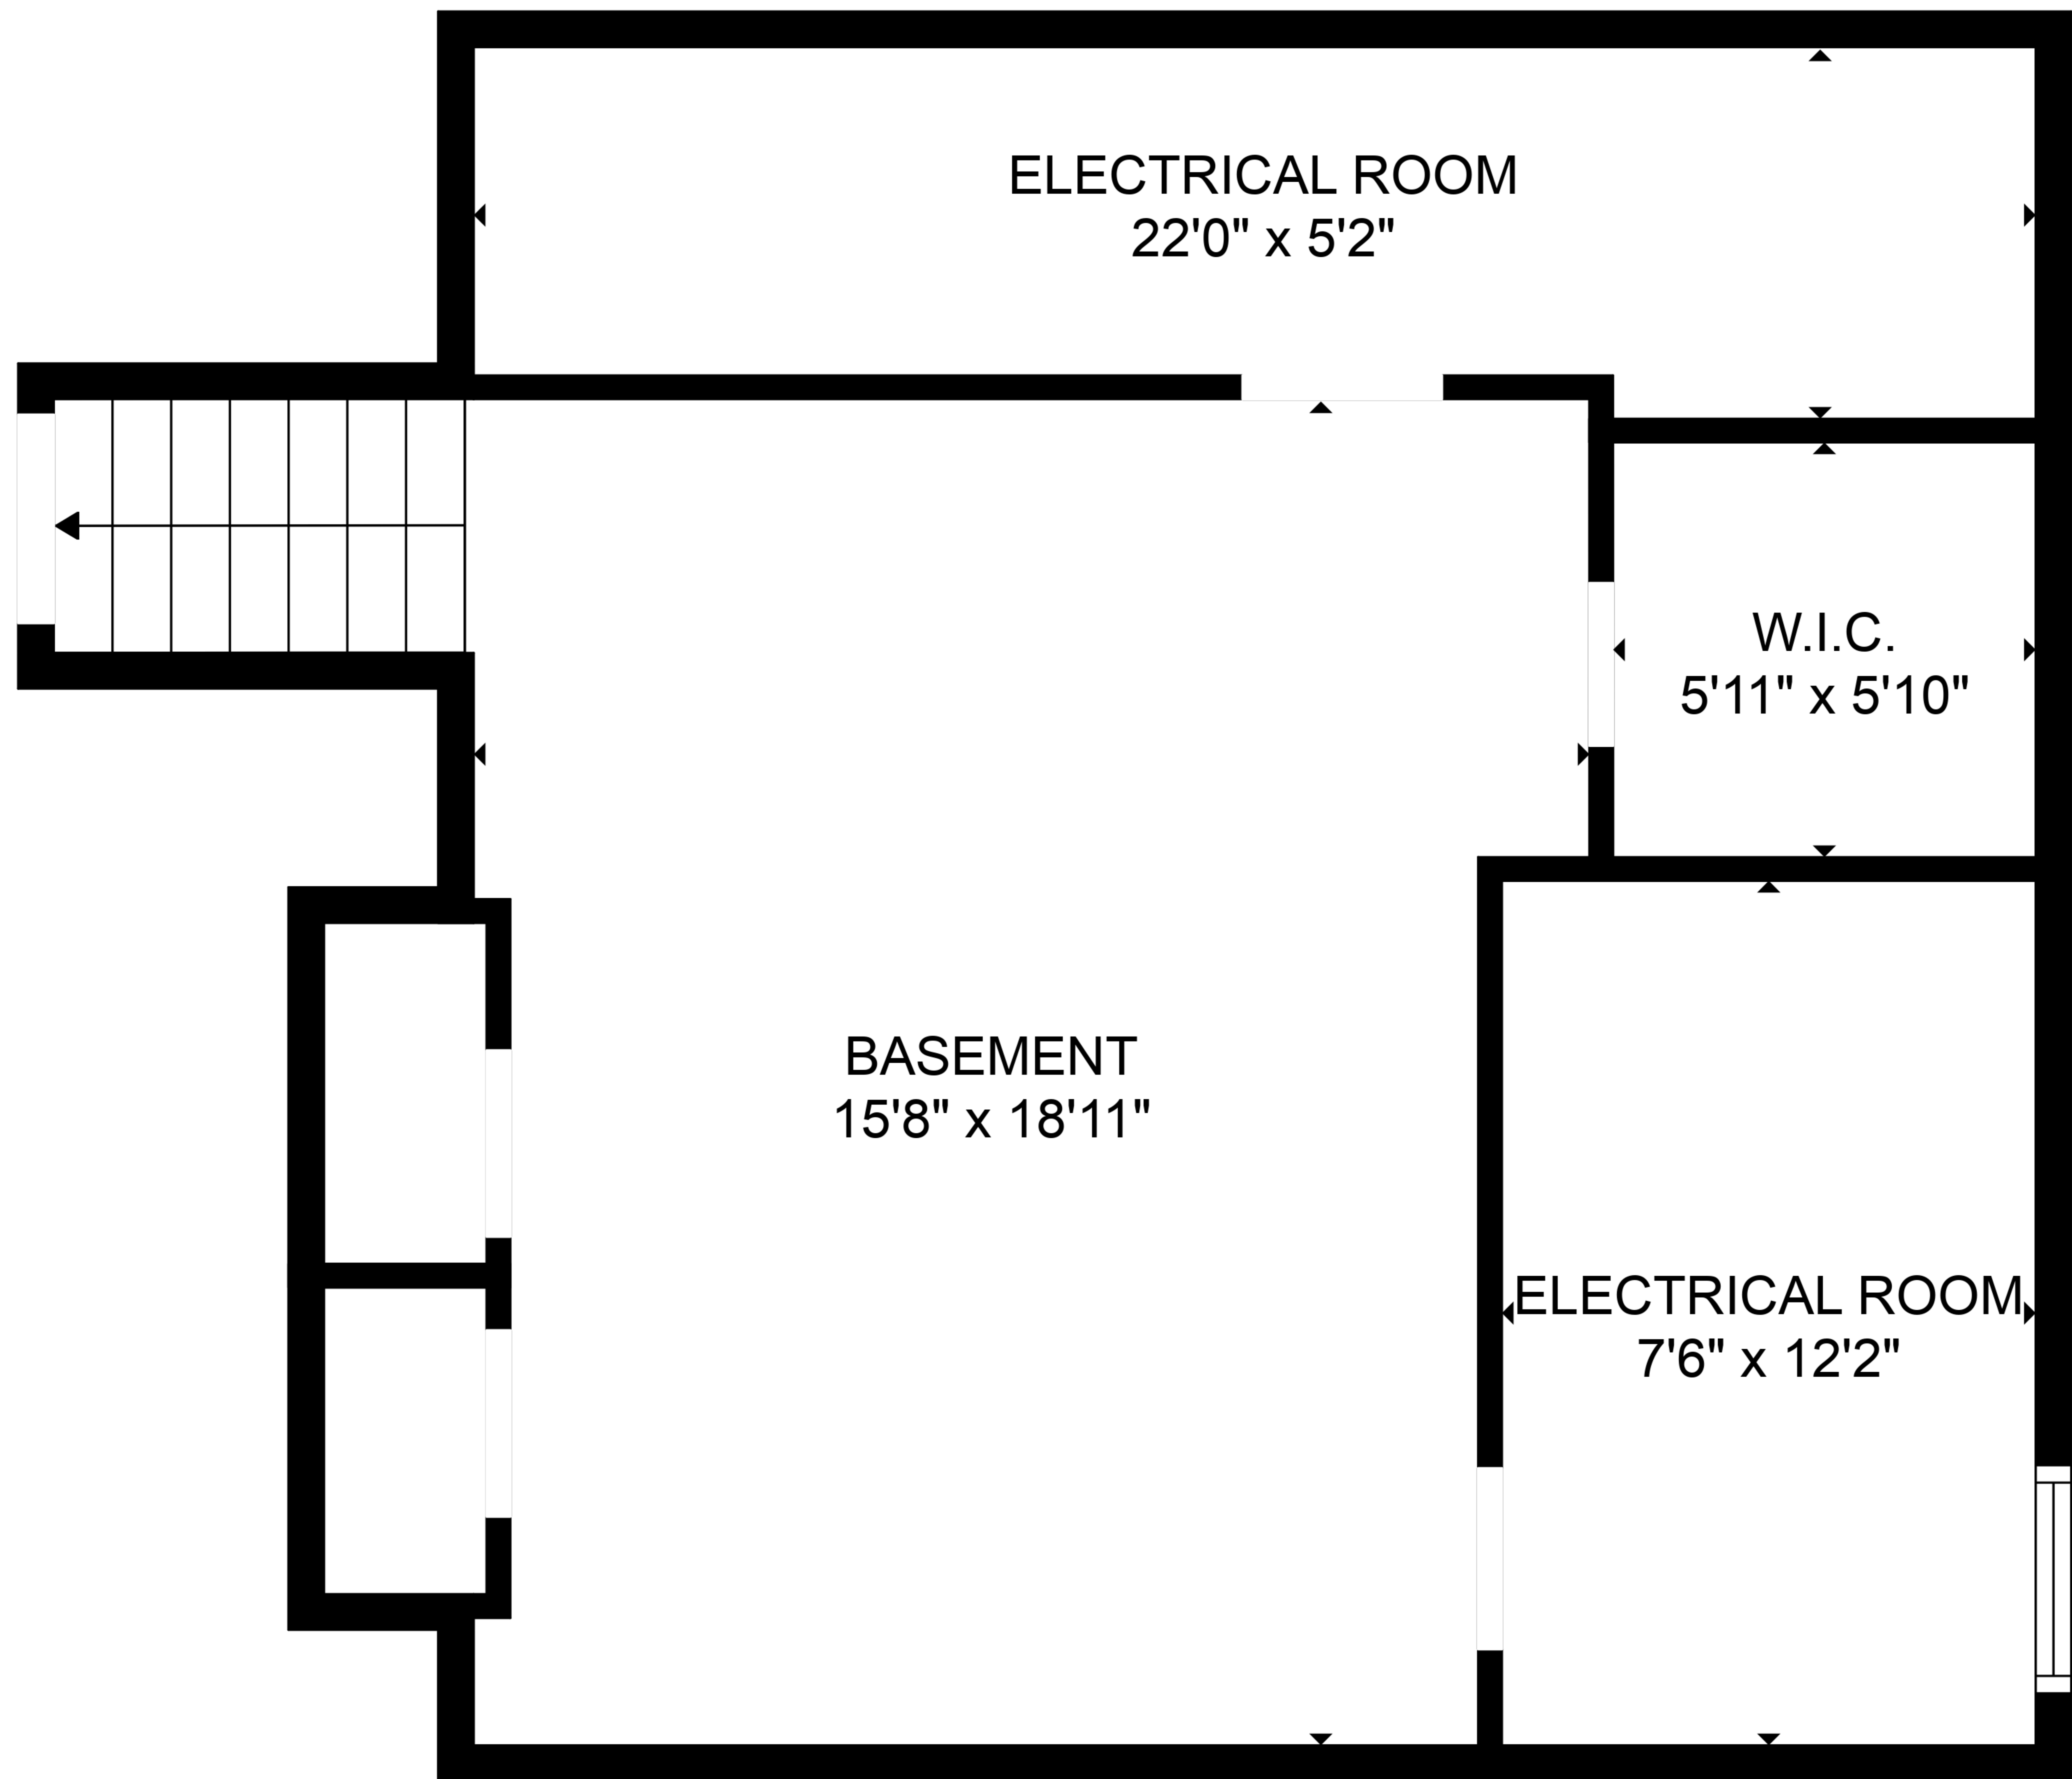 ELECTRICAL ROOM
22'0" x 5'2"
W.I.C.
5'11" x 5'10"
BASEMENT
15'8" x 18'11"
ELECTRICAL ROOM
7'6" x 12'2"